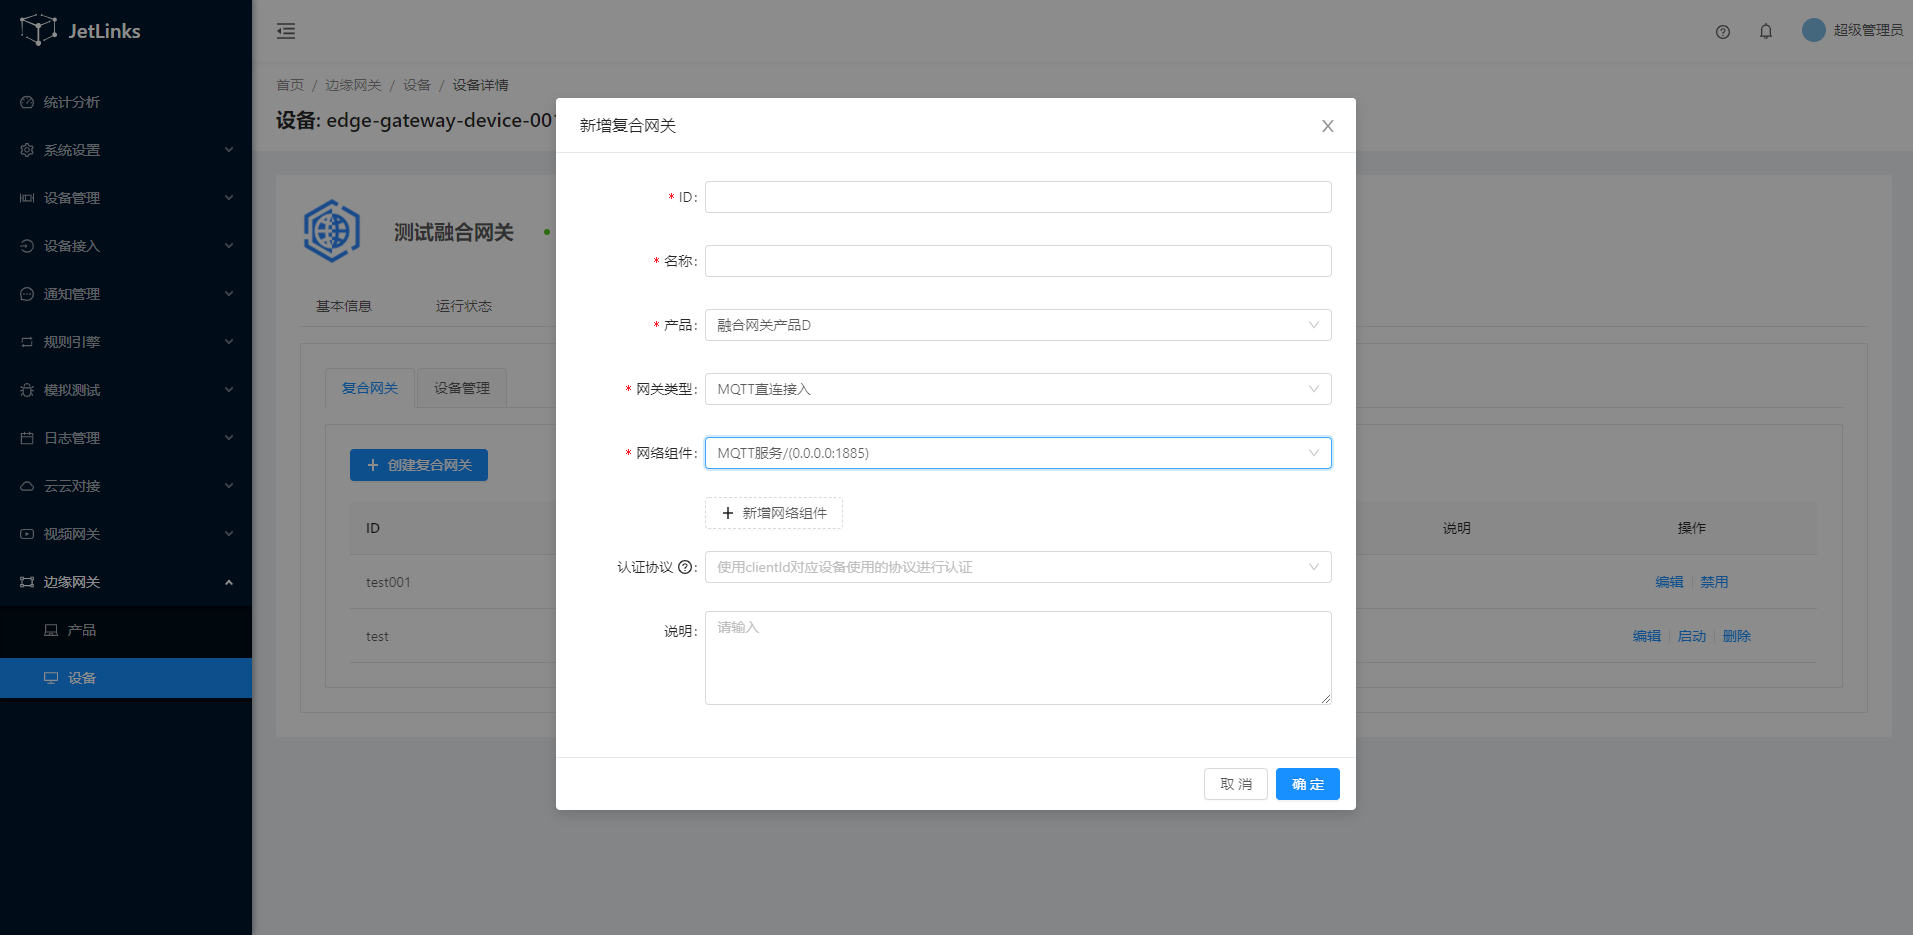 JetLinks
超级管理员
统计分析
系统设置
设备管理
设备接入
通知管理
规则引擎
模拟测试
日志管理
云云对接
视频网关
边缘网关
产品
设备
首页 / 边缘网关 / 设备 / 设备详情
设备: edge-gateway-device-001
测试融合网关
基本信息 运行状态
复合网关 设备管理
+ 创建复合网关
ID 说明 操作
test001 编辑 禁用
test 编辑 启动 删除
新增复合网关
* ID:
* 名称:
* 产品: 融合网关产品D
* 网关类型: MQTT直连接入
* 网络组件: MQTT服务/(0.0.0.0:1885)
+ 新增网络组件
认证协议 ? : 使用clientId对应设备使用的协议进行认证
说明: 请输入
取 消 确 定